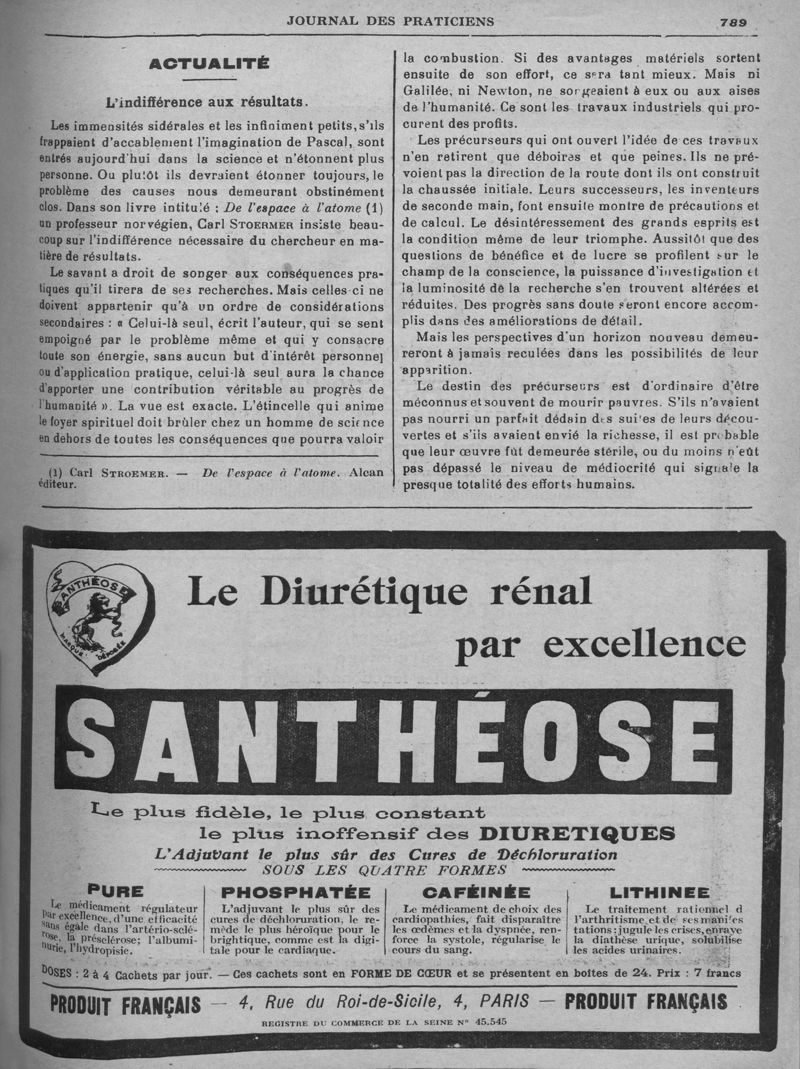 JOURNAL DES PRATICIENS 789
ACTUALITÉ
L'indifférence aux résultats.
Les immensités sidérales et les infiniment petits, s'ils
frappaient d'accablement l'imagination de Pascal, sont
entrés aujourd'hui dans la science et n'étonnent plus
personne. Ou plutôt ils devraient étonner toujours, le
problème des causes nous demeurant obstinément
clos. Dans son livre intitulé : De l'espace à l'atome (1)
un professeur norvégien, Carl STOERMER insiste beau-
coup sur l'indifférence nécessaire du chercheur en ma-
tière de résultats.
Le savant a droit de songer aux conséquences pra-
tiques qu'il tirera de ses recherches. Mais celles-ci ne
doivent appartenir qu'à un ordre de considérations
secondaires : « Celui-là seul, écrit l'auteur, qui se sent
empoigné par le problème même et qui y consacre
toute son énergie, sans aucun but d'intérêt personnel
ou d'application pratique, celui-là seul aura la chance
d'apporter une contribution véritable au progrès de
l'humanité ». La vue est exacte. L'étincelle qui anime
le foyer spirituel doit brûler chez un homme de science
en dehors de toutes les conséquences que pourra valoir
(1) Carl STROEMER. — De l'espace à l'atome. Alcan
éditeur.
la combustion. Si des avantages matériels sortent
ensuite de son effort, ce sera tant mieux. Mais ni
Galilée, ni Newton, ne songeaient à eux ou aux aises
de l'humanité. Ce sont les travaux industriels qui pro-
curent des profits.
Les précurseurs qui ont ouvert l'idée de ces travaux
n'en retirent que déboires et que peines. Ils ne pré-
voient pas la direction de la route dont ils ont construit
la chaussée initiale. Leurs successeurs, les inventeurs
de seconde main, font ensuite montre de précautions et
de calcul. Le désintéressement des grands esprits est
la condition même de leur triomphe. Aussitôt que des
questions de bénéfice et de lucre se profilent sur le
champ de la conscience, la puissance d'investigation et
la luminosité de la recherche s'en trouvent altérées et
réduites. Des progrès sans doute seront encore accom-
plis dans des améliorations de détail.
Mais les perspectives d'un horizon nouveau demeu-
reront à jamais reculées dans les possibilités de leur
apparition.
Le destin des précurseurs est d'ordinaire d'être
méconnus et souvent de mourir pauvres. S'ils n'avaient
pas nourri un parfait dédain des suites de leurs décou-
vertes et s'ils avaient envié la richesse, il est probable
que leur œuvre fût demeurée stérile, ou du moins n'eût
pas dépassé le niveau de médiocrité qui signale la
presque totalité des efforts humains.
SANTHÉOSE
MARQUE DÉPOSÉE
Le Diurétique rénal
par excellence
SANTHÉOSE
Le plus fidèle, le plus constant
le plus inoffensif des DIURETIQUES
L'Adjuvant le plus sûr des Cures de Déchloruration
SOUS LES QUATRE FORMES
PURE
Le médicament régulateur
par excellence, d'une efficacité
sans égale dans l'artério-sclé-
rose, la présclérose; l'albumi-
nurie, l'hydropisie.
PHOSPHATÉE
L'adjuvant le plus sûr des
cures de déchloruration, le re-
mède le plus héroïque pour le
brightique, comme est la digi-
tale pour le cardiaque.
CAFÉINÉE
Le médicament de choix des
cardiopathies, fait disparaître
les œdèmes et la dyspnée, ren-
force la systole, régularise le
cours du sang.
LITHINEE
Le traitement rationnel d
l'arthritisme et de ses manifes
tations: jugule les crises, enraye
la diathèse urique, solubilise
les acides urinaires.
DOSES : 2 à 4 Cachets par jour. — Ces cachets sont en FORME DE CŒUR et se présentent en boîtes de 24. Prix : 7 francs
PRODUIT FRANÇAIS — 4, Rue du Roi-de-Sicile, 4, PARIS — PRODUIT FRANÇAIS
REGISTRE DU COMMERCE DE LA SEINE N° 45.545